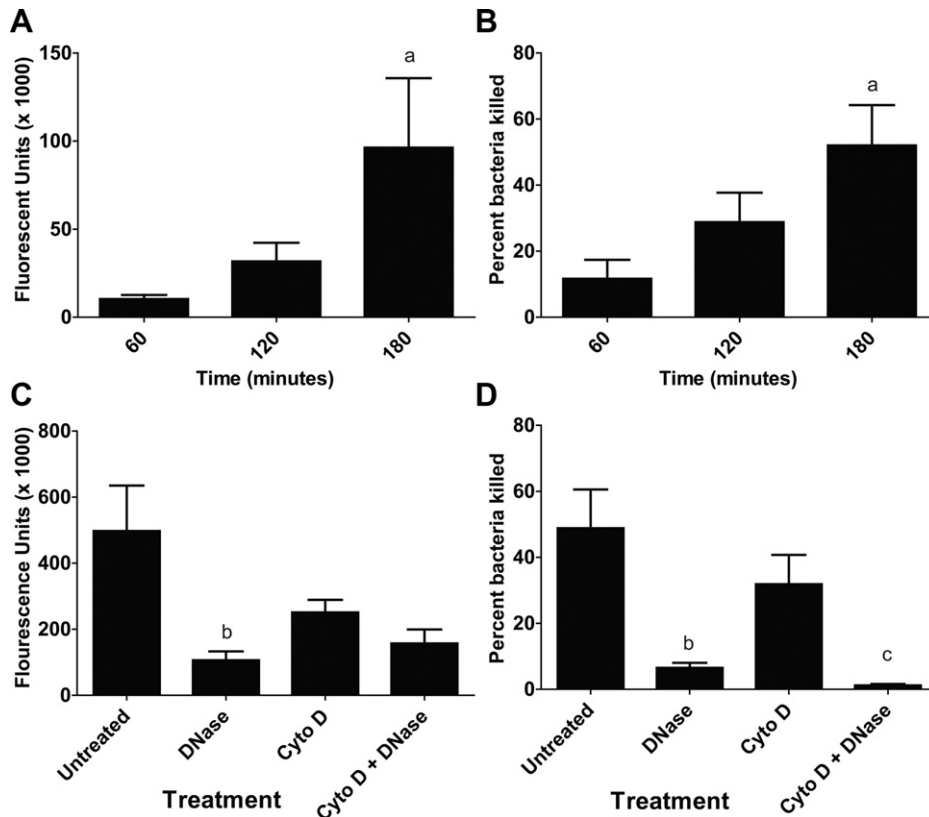 A
Fluorescent Units (x 1000)
150
100
50
0
a
60
120
180
Time (minutes)
B
Percent bacteria killed
80
60
40
20
0
a
60
120
180
Time (minutes)
C
Flourescence Units (x 1000)
800
600
400
200
0
b
Untreated
DNase
Cyto D
Cyto D + DNase
Treatment
D
Percent bacteria killed
80
60
40
20
0
b
c
Untreated
DNase
Cyto D
Cyto D + DNase
Treatment